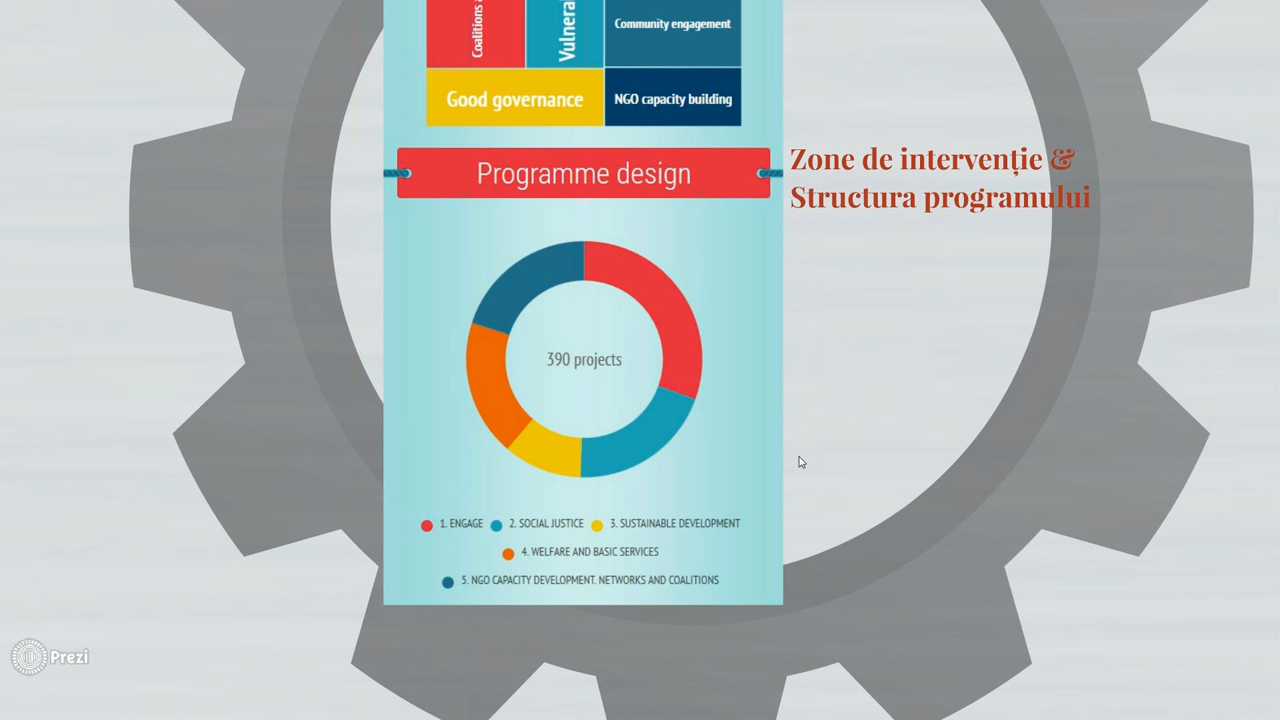 Coalitions
Community engagement
Good governance
NGO capacity building
Programme design
Zone de intervenție &
Structura programului
390 projects
1. ENGAGE
2. SOCIAL JUSTICE
3. SUSTAINABLE DEVELOPMENT
4. WELFARE AND BASIC SERVICES
5. NGO CAPACITY DEVELOPMENT. NETWORKS AND COALITIONS
Prezi